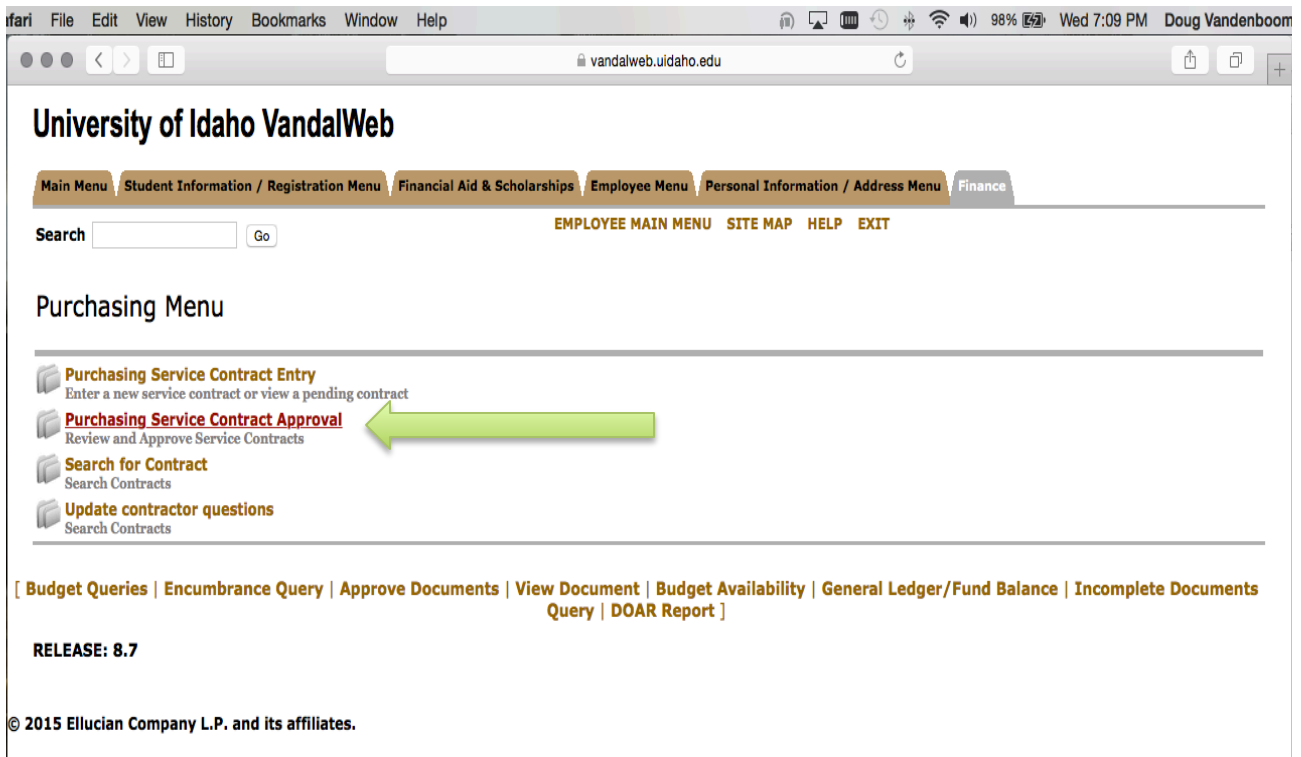 fari File Edit View History Bookmarks Window Help 98% Wed 7:09 PM Doug Vandenboom
vandalweb.uidaho.edu
University of Idaho VandalWeb
Main Menu Student Information / Registration Menu Financial Aid & Scholarships Employee Menu Personal Information / Address Menu Finance
Search Go EMPLOYEE MAIN MENU SITE MAP HELP EXIT
Purchasing Menu
Purchasing Service Contract Entry
Enter a new service contract or view a pending contract
Purchasing Service Contract Approval
Review and Approve Service Contracts
Search for Contract
Search Contracts
Update contractor questions
Search Contracts
[ Budget Queries | Encumbrance Query | Approve Documents | View Document | Budget Availability | General Ledger/Fund Balance | Incomplete Documents
Query | DOAR Report ]
RELEASE: 8.7
© 2015 Ellucian Company L.P. and its affiliates.